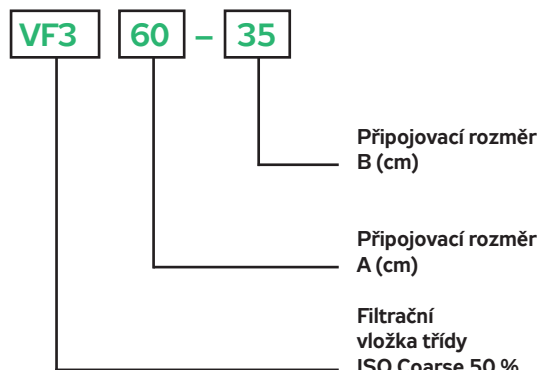 VF3 60 – 35
Připojovací rozměr
B (cm)
Připojovací rozměr
A (cm)
Filtrační
vložka třídy
ISO Coarse 50 %